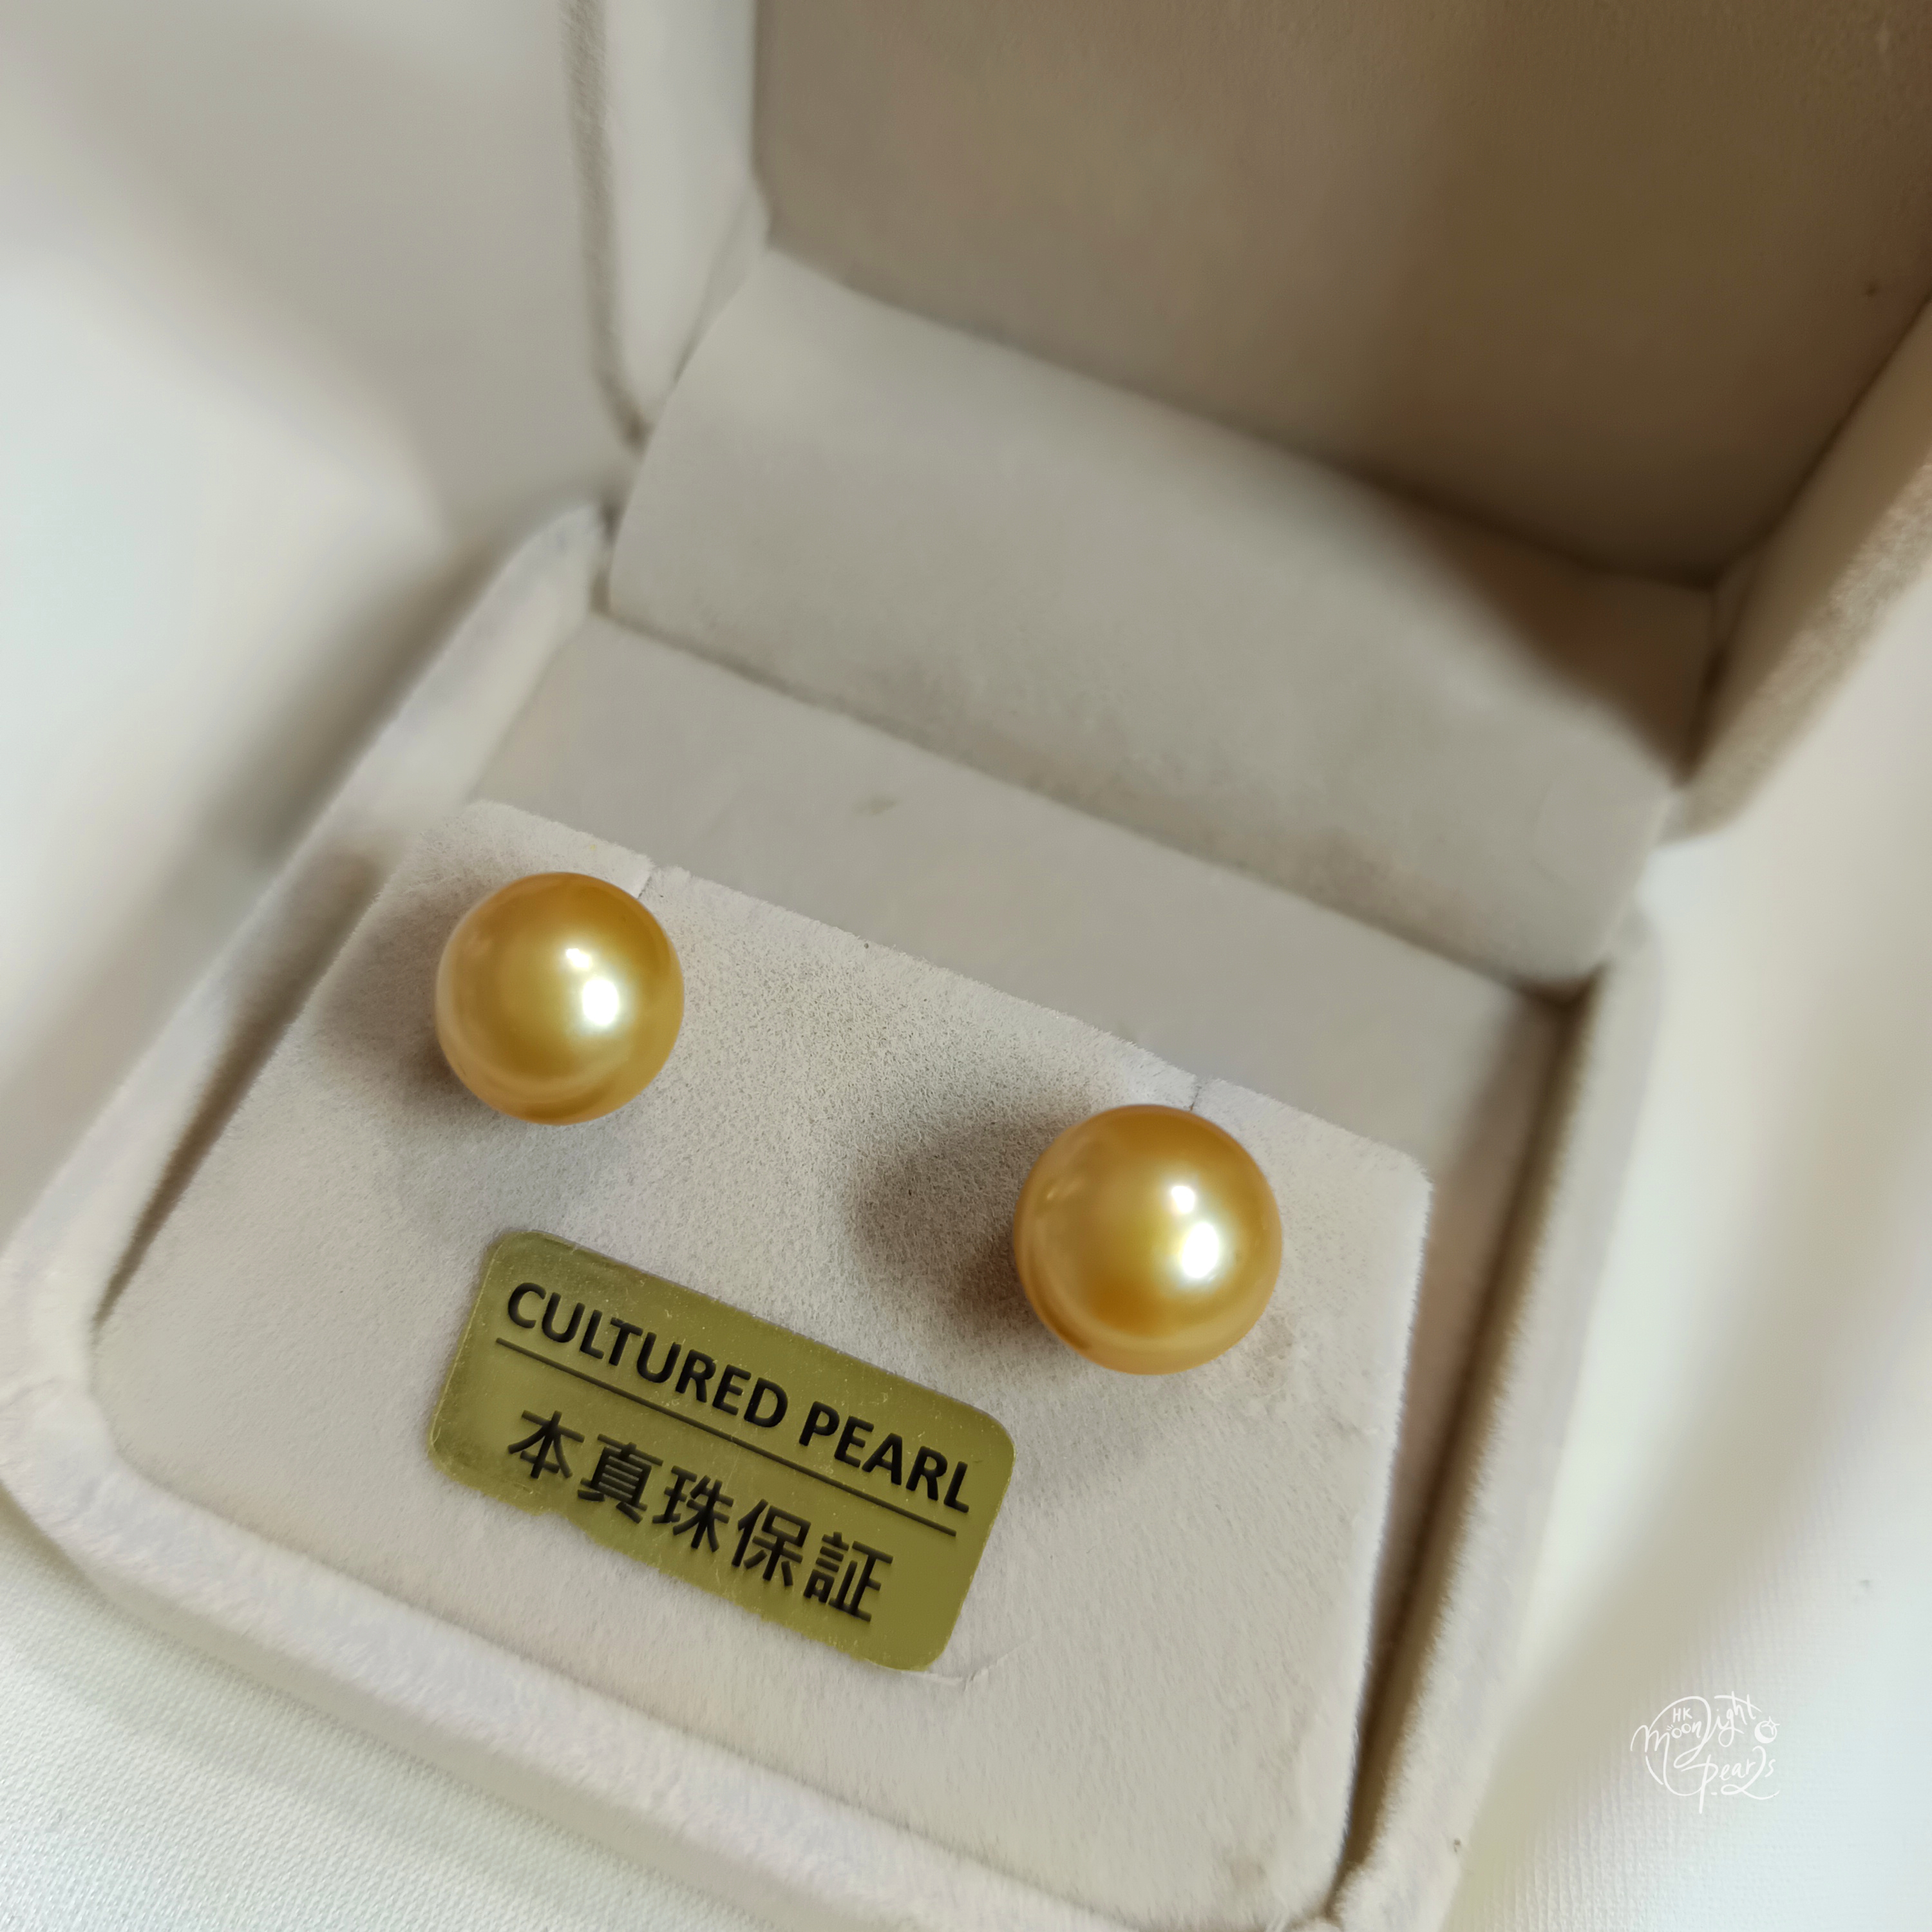 CULTURED PEARL
本真珠保証
HK
Moonlight
Pearls